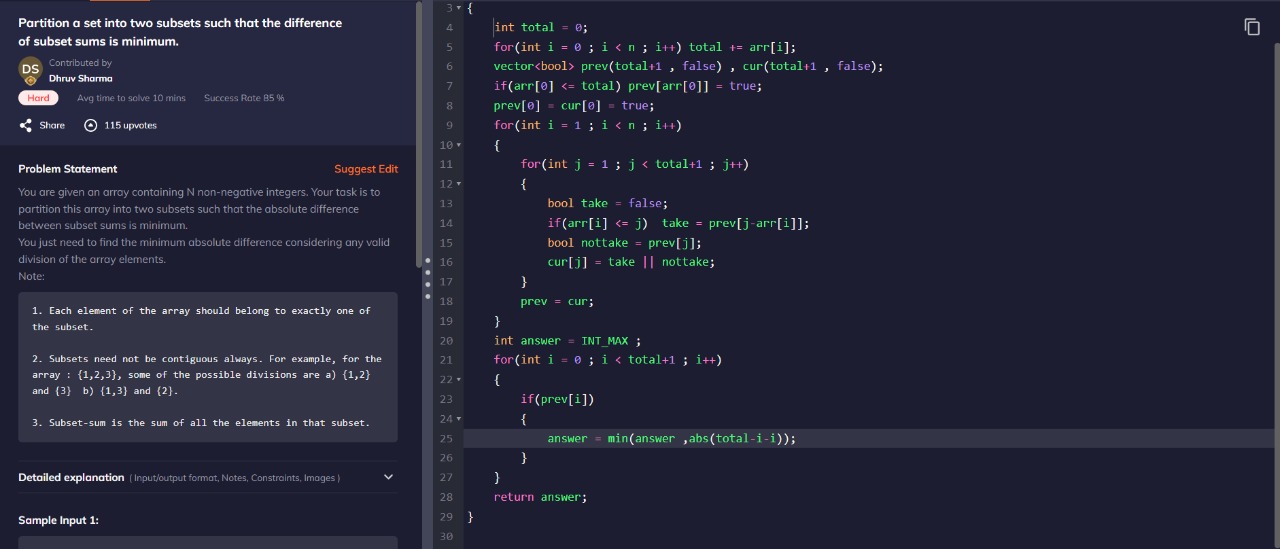 Partition a set into two subsets such that the difference
of subset sums is minimum.
DS
Contributed by
Dhruv Sharma
Hard Avg time to solve 10 mins Success Rate 85 %
Share 115 upvotes
Problem Statement Suggest Edit
You are given an array containing N non-negative integers. Your task is to
partition this array into two subsets such that the absolute difference
between subset sums is minimum.
You just need to find the minimum absolute difference considering any valid
division of the array elements.
Note:
1. Each element of the array should belong to exactly one of
the subset.
2. Subsets need not be contiguous always. For example, for the
array : {1,2,3}, some of the possible divisions are a) {1,2}
and {3}  b) {1,3} and {2}.
3. Subset-sum is the sum of all the elements in that subset.
Detailed explanation ( Input/output format, Notes, Constraints, Images )
Sample Input 1:
3 {
4 int total = 0;
5 for(int i = 0 ; i < n ; i++) total += arr[i];
6 vector<bool> prev(total+1 , false) , cur(total+1 , false);
7 if(arr[0] <= total) prev[arr[0]] = true;
8 prev[0] = cur[0] = true;
9 for(int i = 1 ; i < n ; i++)
10 {
11 for(int j = 1 ; j < total+1 ; j++)
12 {
13 bool take = false;
14 if(arr[i] <= j)  take = prev[j-arr[i]];
15 bool nottake = prev[j];
16 cur[j] = take || nottake;
17 }
18 prev = cur;
19 }
20 int answer = INT_MAX ;
21 for(int i = 0 ; i < total+1 ; i++)
22 {
23 if(prev[i])
24 {
25 answer = min(answer ,abs(total-i-i));
26 }
27 }
28 return answer;
29 }
30